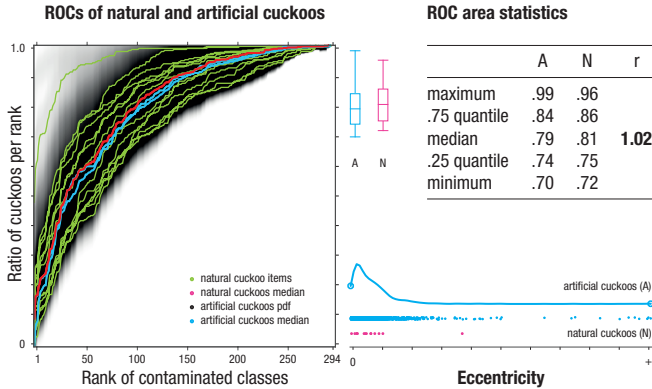 ROCs of natural and artificial cuckoos
ROC area statistics
1.0
Ratio of cuckoos per rank
0
1 50 100 150 200 250 294
Rank of contaminated classes
natural cuckoo items
natural cuckoos median
artificial cuckoos pdf
artificial cuckoos median
A N
A N r
maximum .99 .96
.75 quantile .84 .86
median .79 .81 1.02
.25 quantile .74 .75
minimum .70 .72
artificial cuckoos (A)
natural cuckoos (N)
0 +
Eccentricity